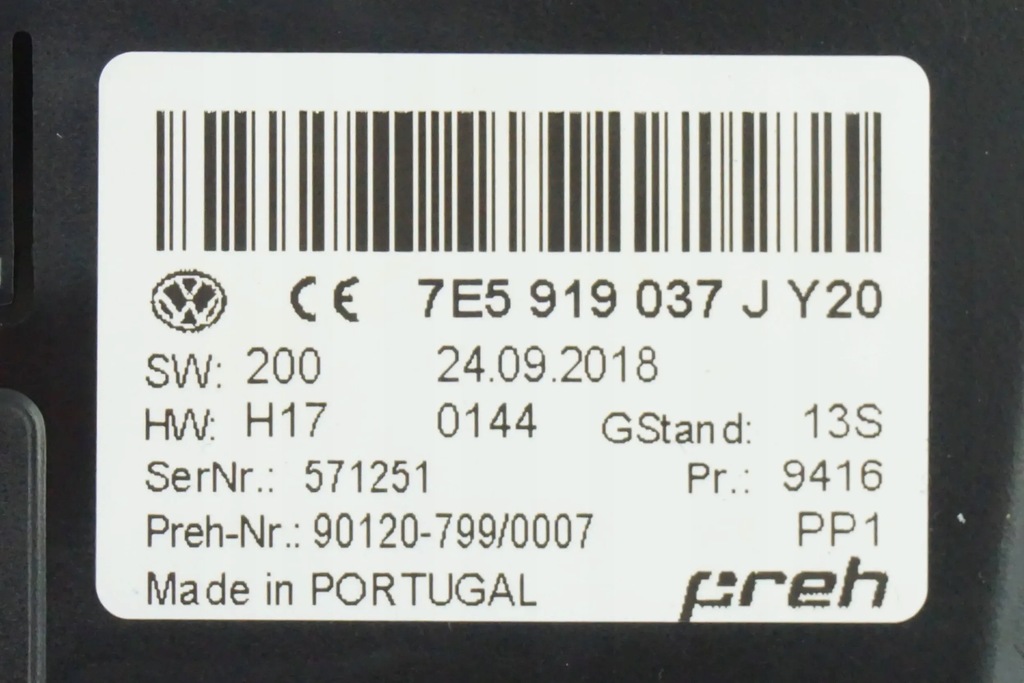 CE 7E5 919 037 J Y20
SW: 200 24.09.2018
HW: H17 0144 GStand: 13S
SerNr.: 571251 Pr.: 9416
Preh-Nr.: 90120-799/0007 PP1
Made in PORTUGAL preh